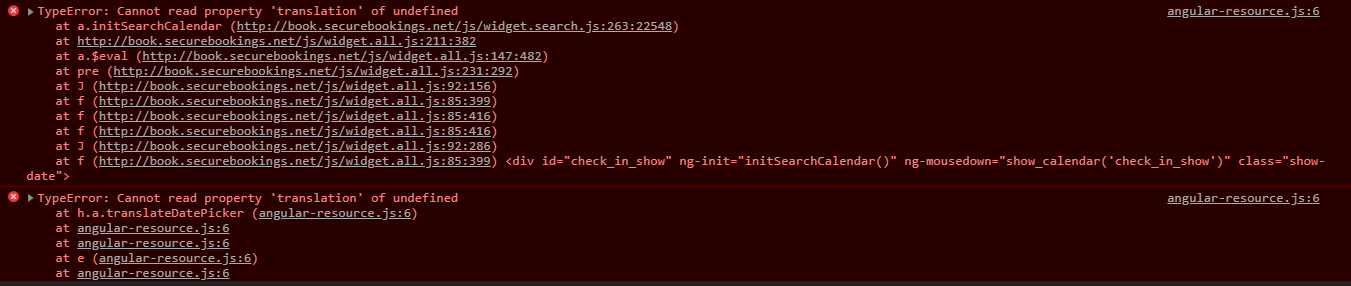 TypeError: Cannot read property 'translation' of undefined angular-resource.js:6
at a.initSearchCalendar (http://book.securebookings.net/js/widget.search.js:263:22548)
at http://book.securebookings.net/js/widget.all.js:211:382
at a.$eval (http://book.securebookings.net/js/widget.all.js:147:482)
at pre (http://book.securebookings.net/js/widget.all.js:231:292)
at J (http://book.securebookings.net/js/widget.all.js:92:156)
at f (http://book.securebookings.net/js/widget.all.js:85:399)
at f (http://book.securebookings.net/js/widget.all.js:85:416)
at f (http://book.securebookings.net/js/widget.all.js:85:416)
at J (http://book.securebookings.net/js/widget.all.js:92:286)
at f (http://book.securebookings.net/js/widget.all.js:85:399) <div id="check_in_show" ng-init="initSearchCalendar()" ng-mousedown="show_calendar('check_in_show')" class="show-
date">
TypeError: Cannot read property 'translation' of undefined angular-resource.js:6
at h.a.translateDatePicker (angular-resource.js:6)
at angular-resource.js:6
at angular-resource.js:6
at e (angular-resource.js:6)
at angular-resource.js:6